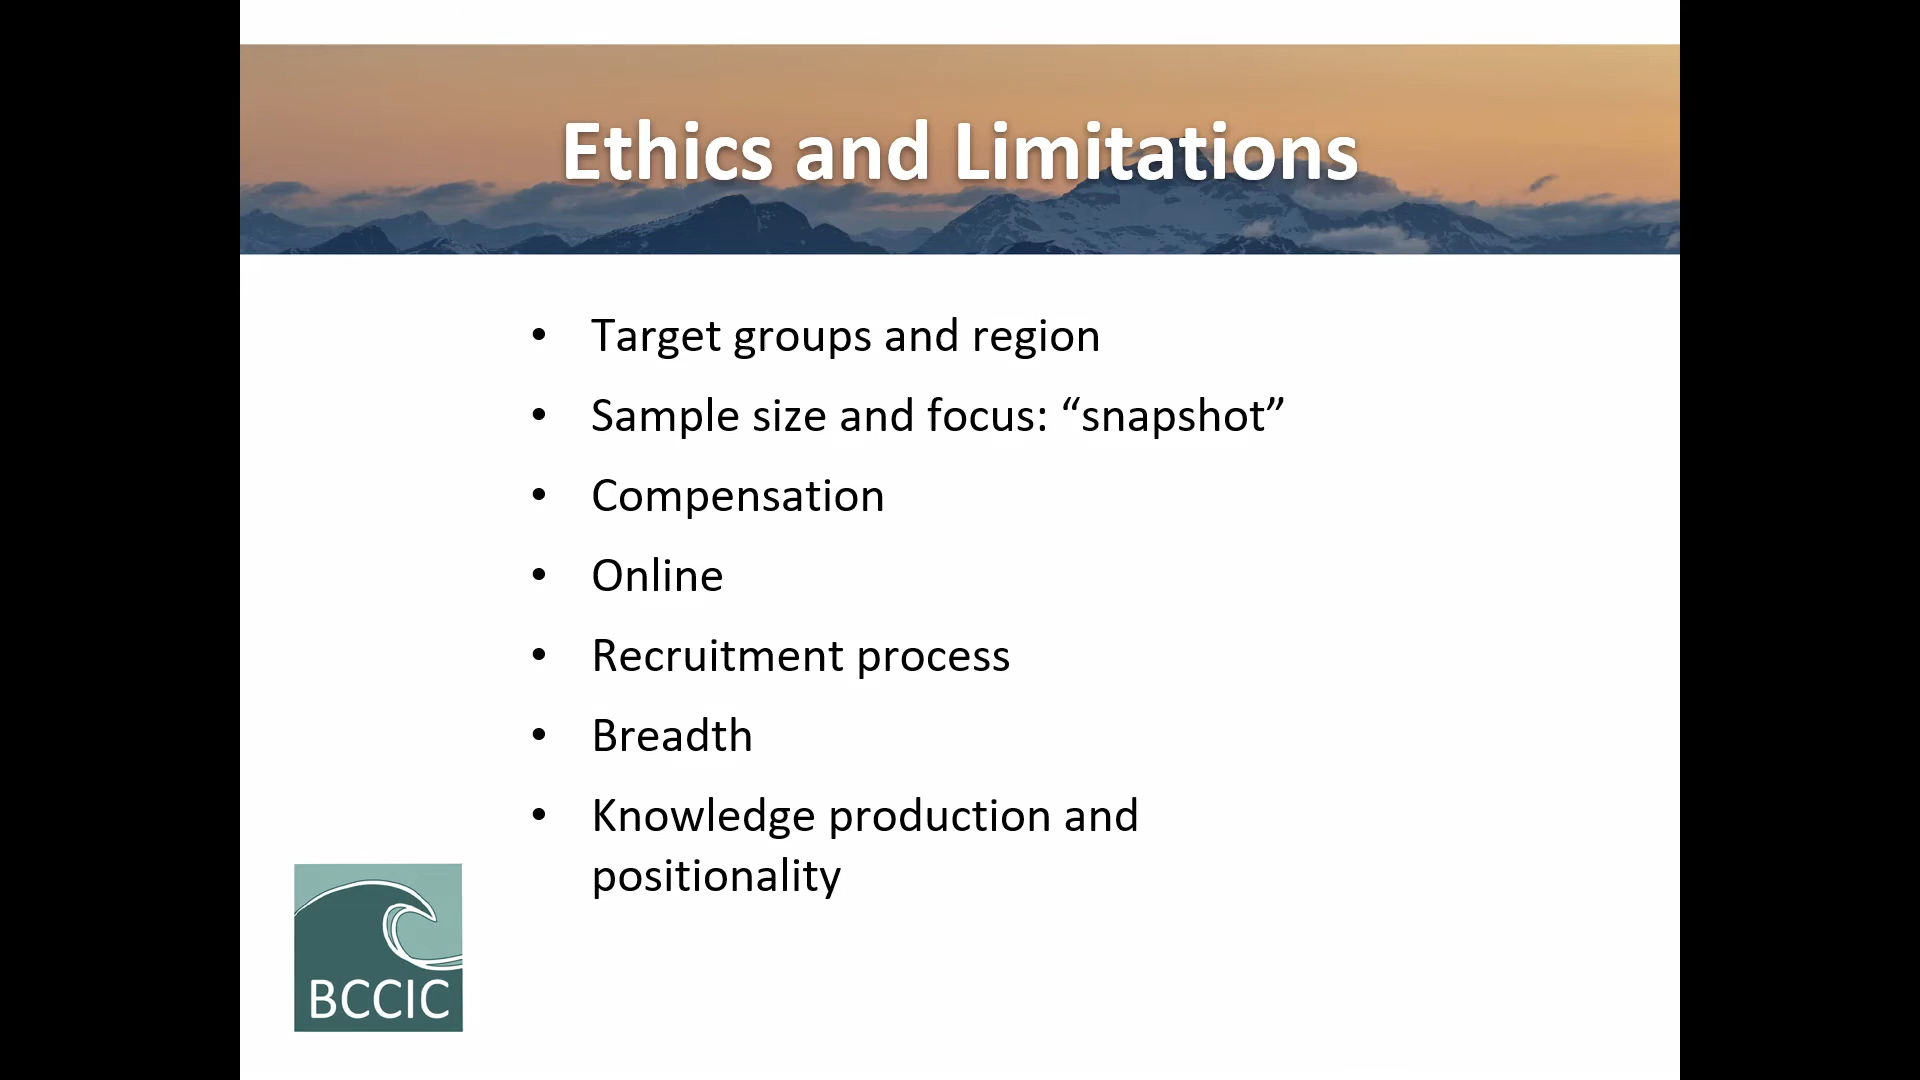 Ethics and Limitations
• Target groups and region
• Sample size and focus: “snapshot”
• Compensation
• Online
• Recruitment process
• Breadth
• Knowledge production and
positionality
BCCIC